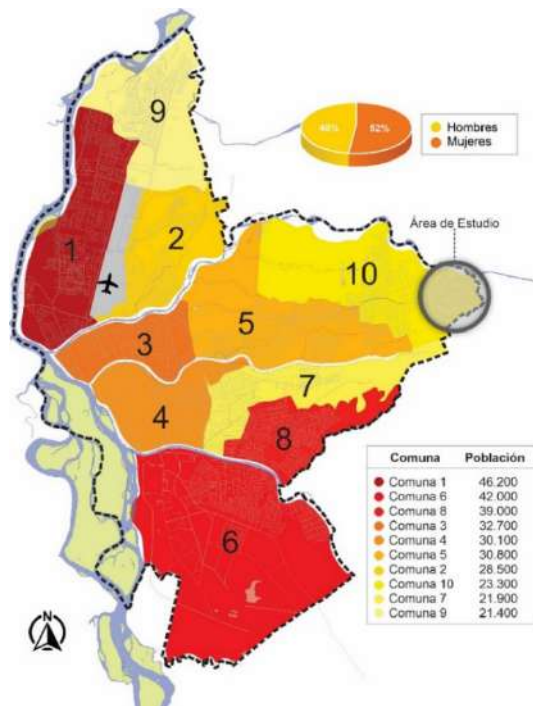 9
48%
52%
Hombres
Mujeres
Área de Estudio
1
2
10
3
5
4
7
8
6
Comuna Población
Comuna 1 46.200
Comuna 6 42.000
Comuna 8 39.000
Comuna 3 32.700
Comuna 4 30.100
Comuna 5 30.800
Comuna 2 28.500
Comuna 10 23.300
Comuna 7 21.900
Comuna 9 21.400
N